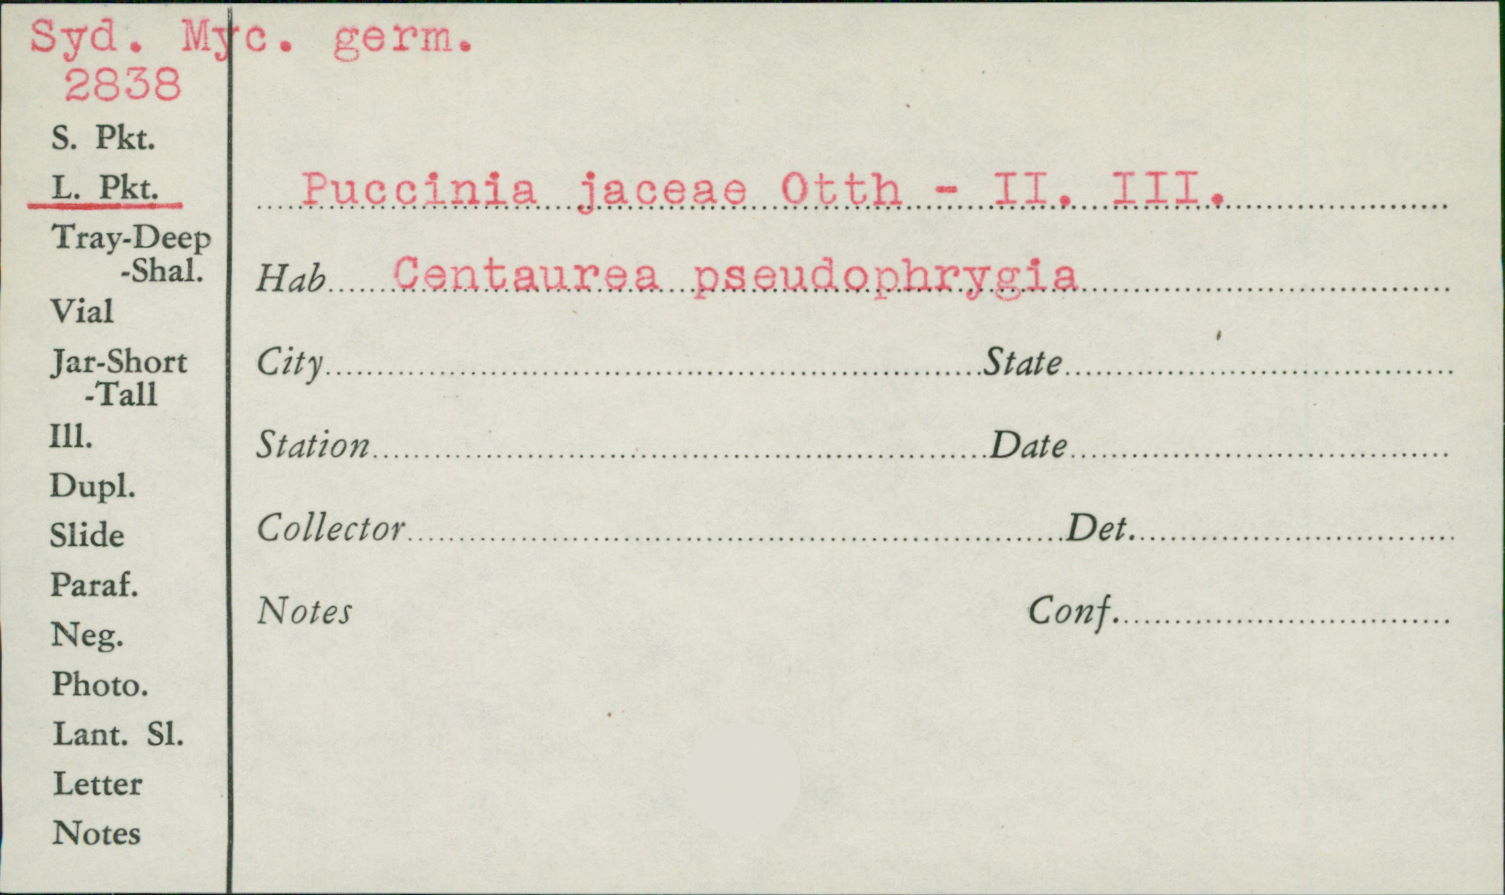 Syd. Myc. germ.
2838
S. Pkt.
L. Pkt.
Tray-Deep
-Shal.
Vial
Jar-Short
-Tall
Ill.
Dupl.
Slide
Paraf.
Neg.
Photo.
Lant. Sl.
Letter
Notes
Puccinia jaceae Otth - II. III.
Hab Centaurea pseudophrygia
City State
Station Date
Collector Det.
Notes Conf.